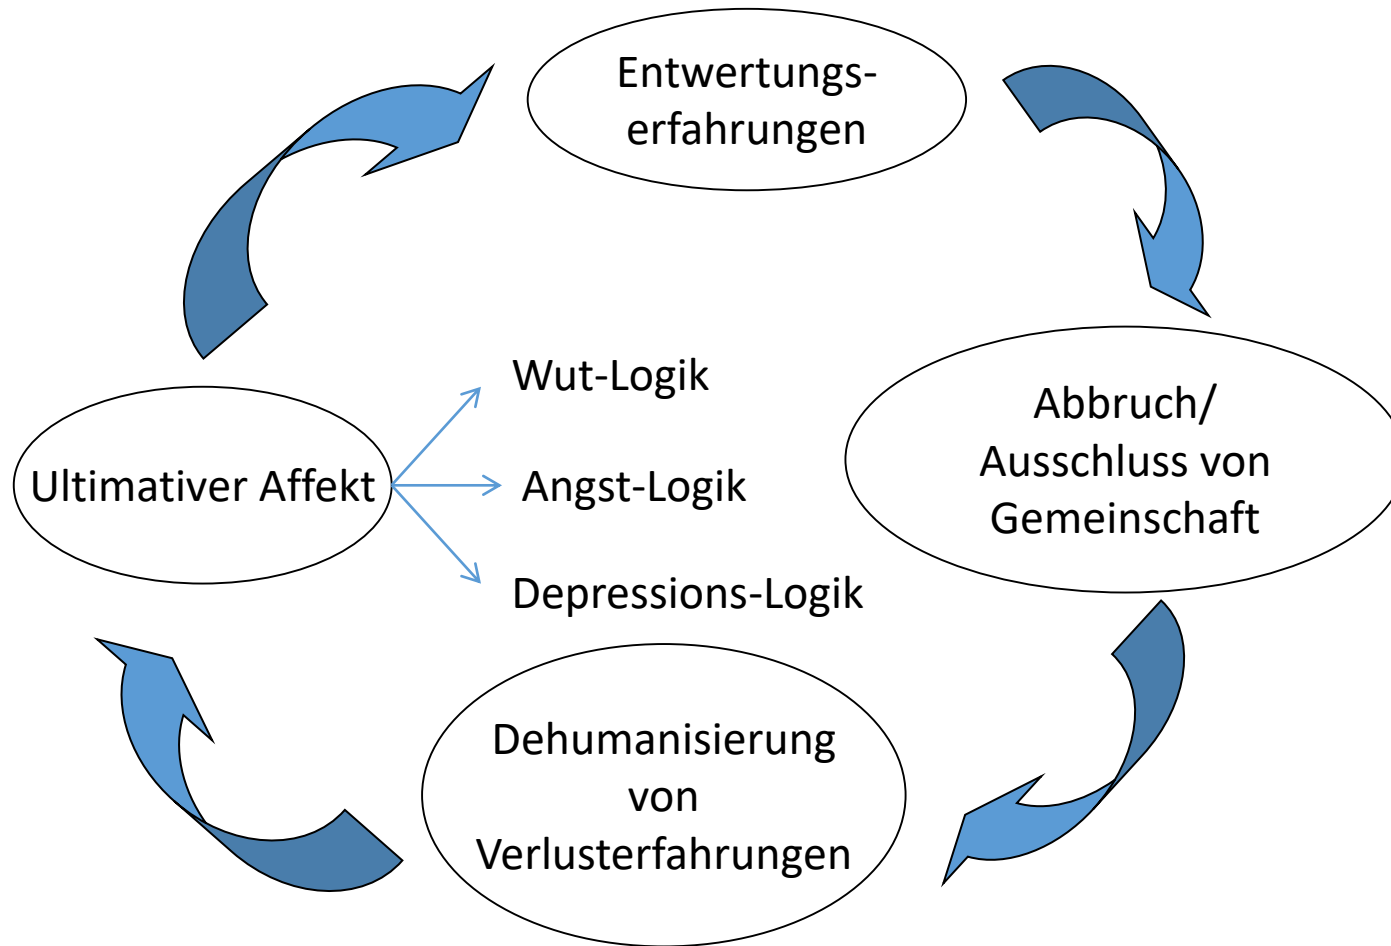 Entwertungs-
erfahrungen
Abbruch/
Ausschluss von
Gemeinschaft
Dehumanisierung
von
Verlusterfahrungen
Ultimativer Affekt
Wut-Logik
Angst-Logik
Depressions-Logik